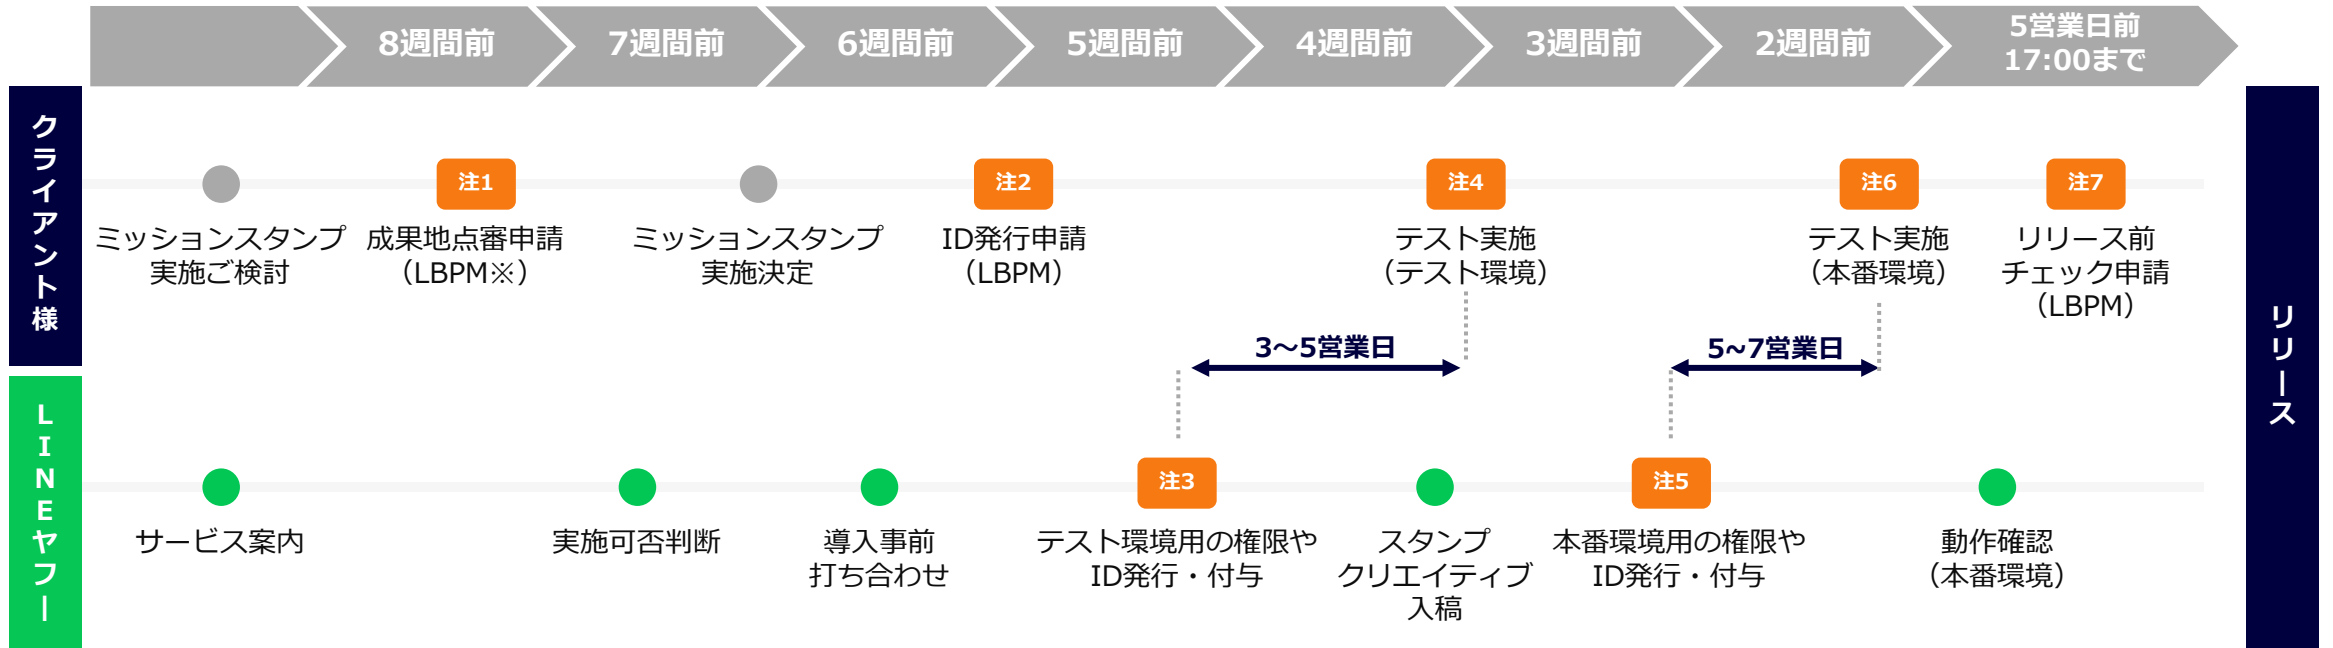 8週間前
7週間前
6週間前
5週間前
4週間前
3週間前
2週間前
5営業日前
17:00まで
クライアント様
注1
注2
注4
注6
注7
ミッションスタンプ
実施ご検討
成果地点審申請
（LBPM※）
ミッションスタンプ
実施決定
ID発行申請
（LBPM）
テスト実施
（テスト環境）
テスト実施
（本番環境）
リリース前
チェック申請
（LBPM）
3～5営業日
5~7営業日
LINEヤフー
注3
注5
サービス案内
実施可否判断
導入事前
打ち合わせ
テスト環境用の権限や
ID発行・付与
スタンプ
クリエイティブ
入稿
本番環境用の権限や
ID発行・付与
動作確認
（本番環境）
リリース